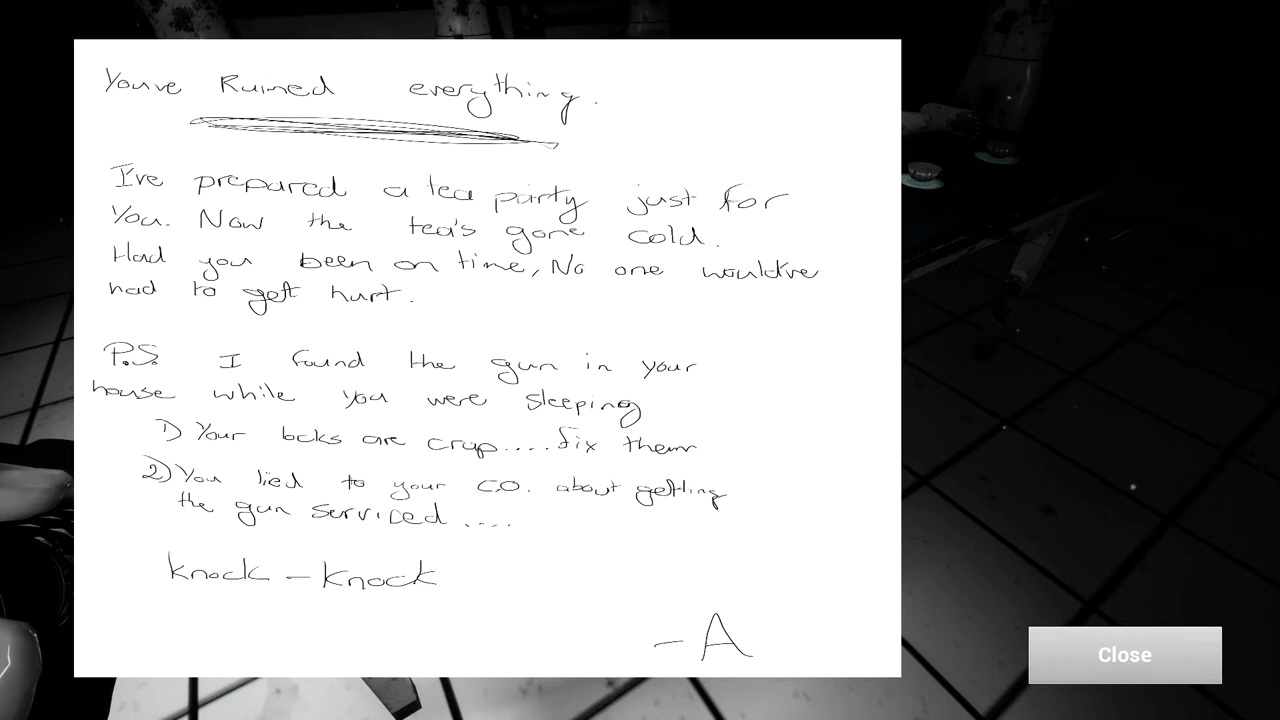 Youve Ruined everything.
I've prepared a tea party just for
You. Now the tea's gone cold.
Had you been on time, No one would've
had to get hurt.
P.S. I found the gun in your
house while you were sleeping
1) Your locks are crap....fix them
2) You lied to your C.O. about getting
the gun serviced ....
knock - knock
- A
Close